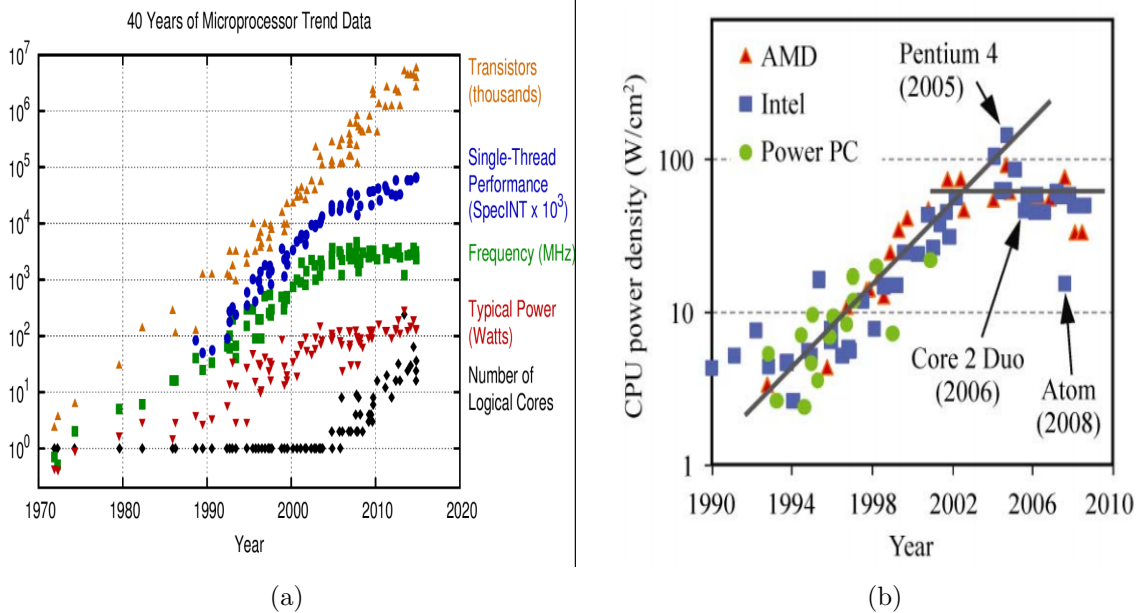 40 Years of Microprocessor Trend Data
10^7
10^6
10^5
10^4
10^3
10^2
10^1
10^0
Transistors
(thousands)
Single-Thread
Performance
(SpecINT x 10^3)
Frequency (MHz)
Typical Power
(Watts)
Number of
Logical Cores
1970 1980 1990 2000 2010 2020
Year
(a)
CPU power density (W/cm²)
100
10
1
AMD
Intel
Power PC
Pentium 4
(2005)
Core 2 Duo
(2006)
Atom
(2008)
1990 1994 1998 2002 2006 2010
Year
(b)